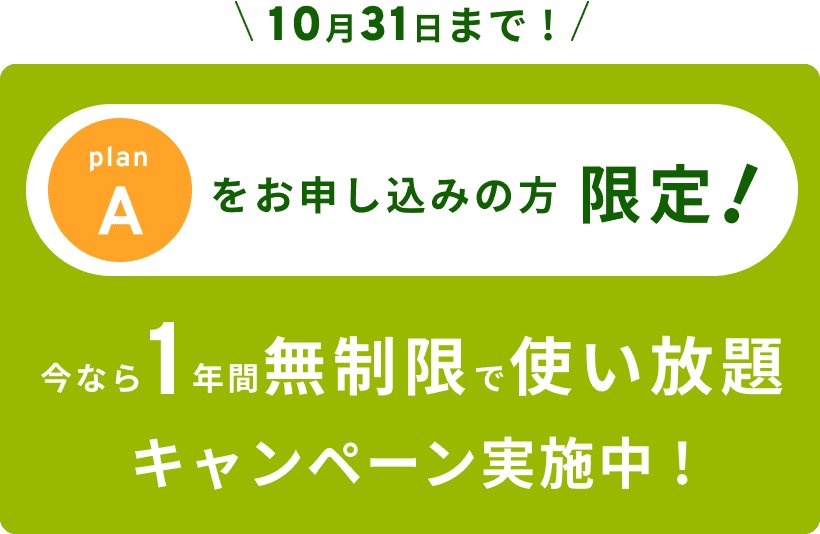 \ 10月31日まで！ /
plan
A
をお申し込みの方 限定！
今なら1年間無制限で使い放題
キャンペーン実施中！